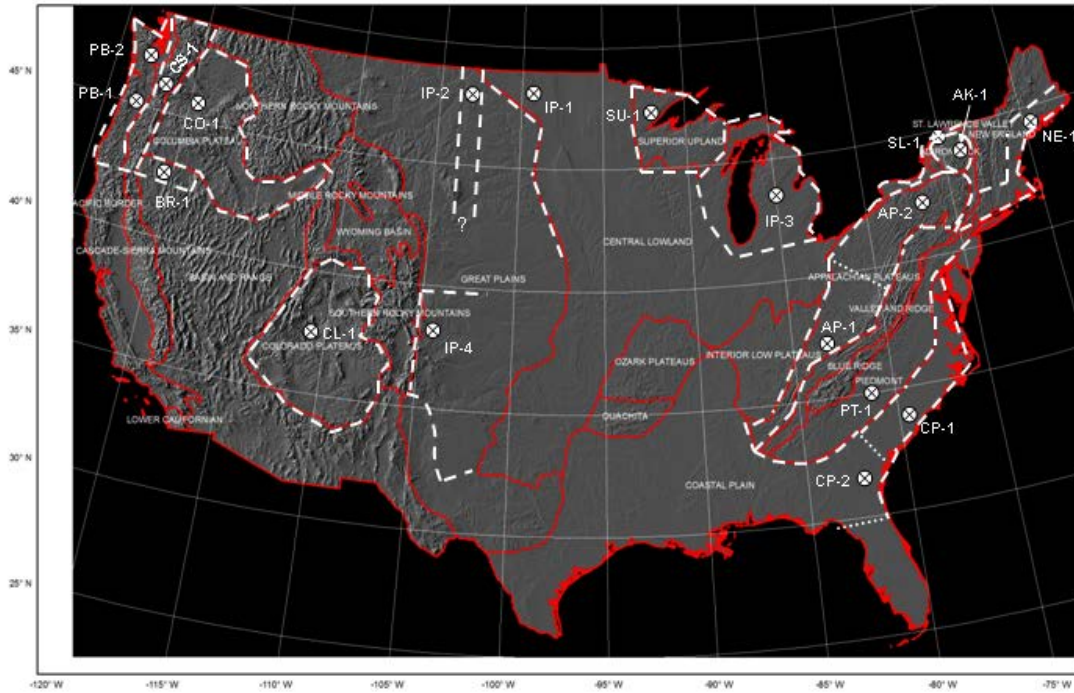 45° N
40° N
35° N
30° N
25° N
PB-2
PB-1
CS-1
CO-1
COLUMBIA PLATEAU
NORTHERN ROCKY MOUNTAINS
BR-1
PACIFIC BORDER
CASCADE-SIERRA MOUNTAINS
BASIN AND RANGE
MIDDLE ROCKY MOUNTAINS
WYOMING BASIN
SOUTHERN ROCKY MOUNTAINS
CL-1
COLORADO PLATEAUS
LOWER CALIFORNIAN
IP-2
IP-1
?
GREAT PLAINS
IP-4
SU-1
SUPERIOR UPLAND
IP-3
CENTRAL LOWLAND
OZARK PLATEAUS
OUACHITA
INTERIOR LOW PLATEAUS
COASTAL PLAIN
AK-1
ST. LAWRENCE VALLEY
NEW ENGLAND
SL-1
NE-1
AP-2
APPALACHIAN PLATEAUS
VALLEY AND RIDGE
AP-1
BLUE RIDGE
PIEDMONT
PT-1
CP-1
CP-2
-120° W
-115° W
-110° W
-105° W
-100° W
-95° W
-90° W
-85° W
-80° W
-75° W